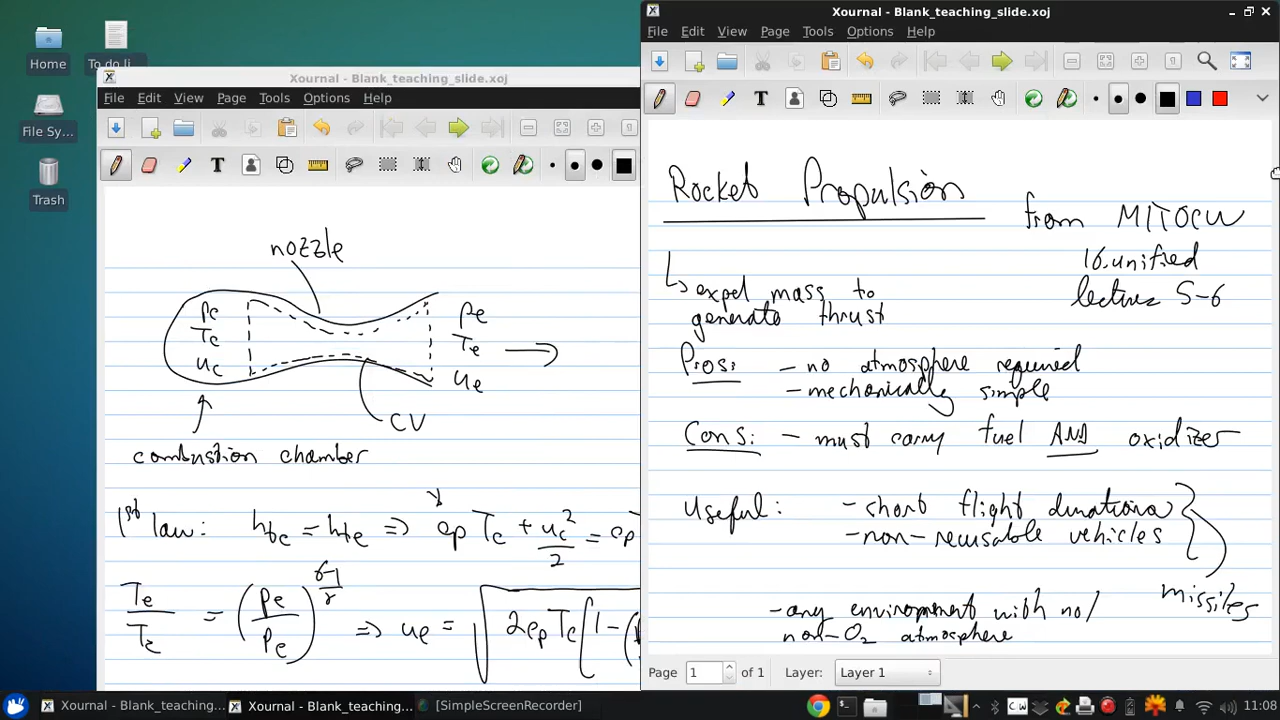 Home
To do li...
File Sy...
Trash
Xournal - Blank_teaching_slide.xoj
File Edit View Page Tools Options Help
nozzle
Pc
Tc
uc
Pe
Te
ue
CV
combustion chamber
1st law: htc = hte => cpTc + uc²/2 = cp
Te/Tc = (Pe/Pc)^(γ-1/γ) => ue = √2cpTc[1-(
Xournal - Blank_teaching_slide.xoj
File Edit View Page Tools Options Help
Rocket Propulsion
from MITOCW
16.unified
lectures S-6
expel mass to
generate thrust
Pros: - no atmosphere required
- mechanically simple
Cons: - must carry fuel AND oxidizer
Useful: - short flight durations
- non-reusable vehicles
missiles
- any environment with no/
non-O2 atmosphere
Page 1 of 1 Layer: Layer 1
Xournal - Blank_teaching... Xournal - Blank_teaching... [SimpleScreenRecorder] 11:08